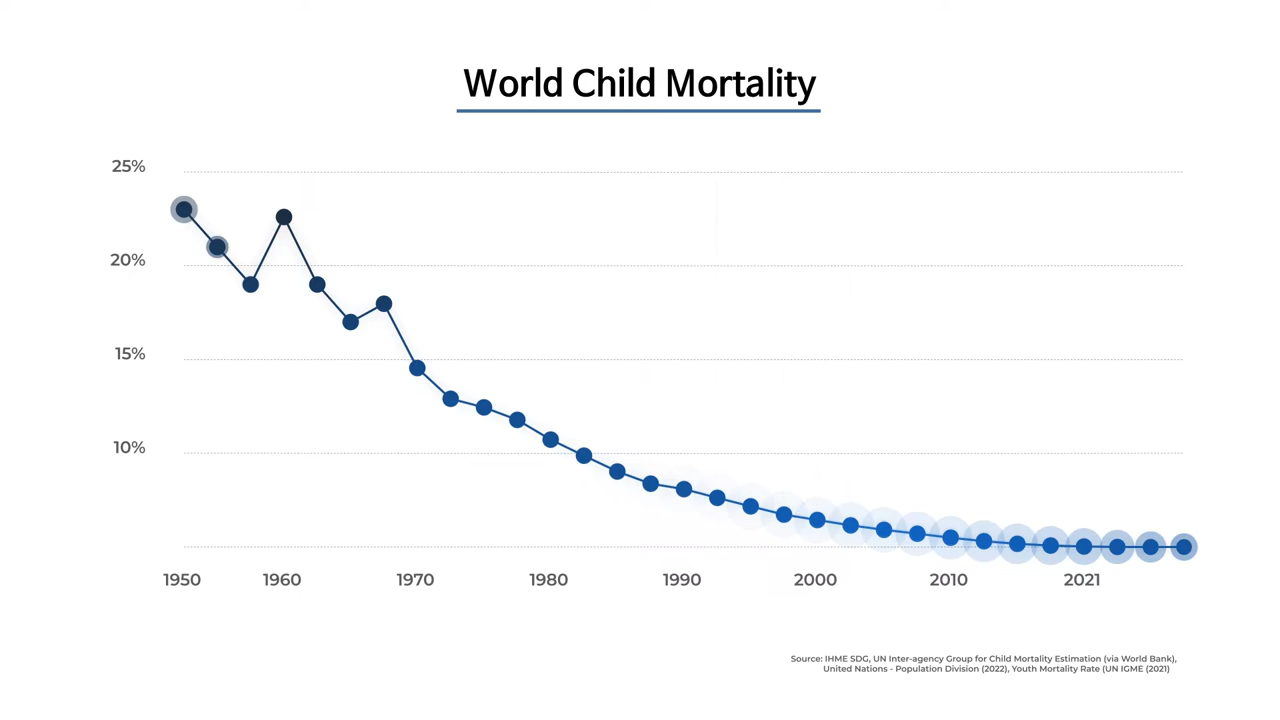 World Child Mortality
25%
20%
15%
10%
1950 1960 1970 1980 1990 2000 2010 2021
Source: IHME SDG, UN Inter-agency Group for Child Mortality Estimation (via World Bank),
United Nations - Population Division (2022), Youth Mortality Rate (UN IGME (2021)